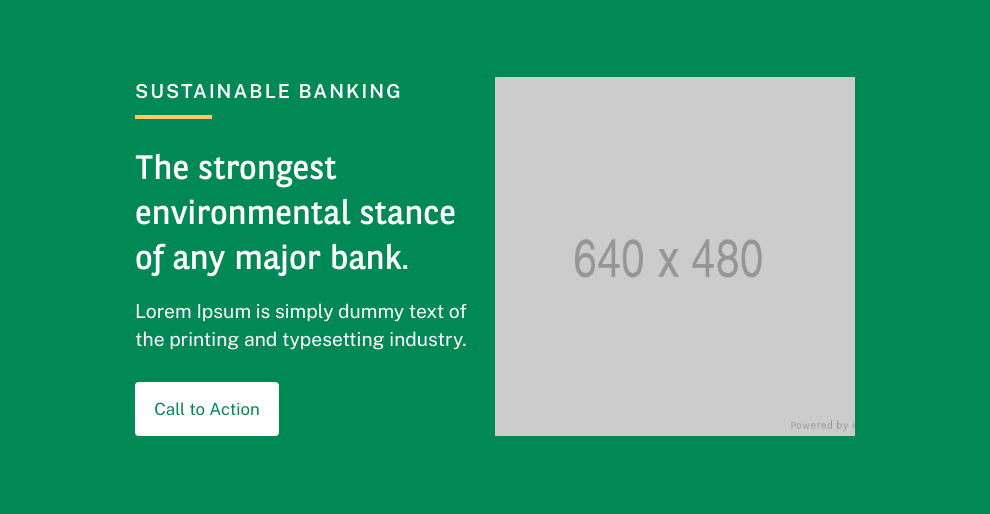 SUSTAINABLE BANKING
The strongest
environmental stance
of any major bank.
Lorem Ipsum is simply dummy text of
the printing and typesetting industry.
Call to Action
640 x 480
Powered by